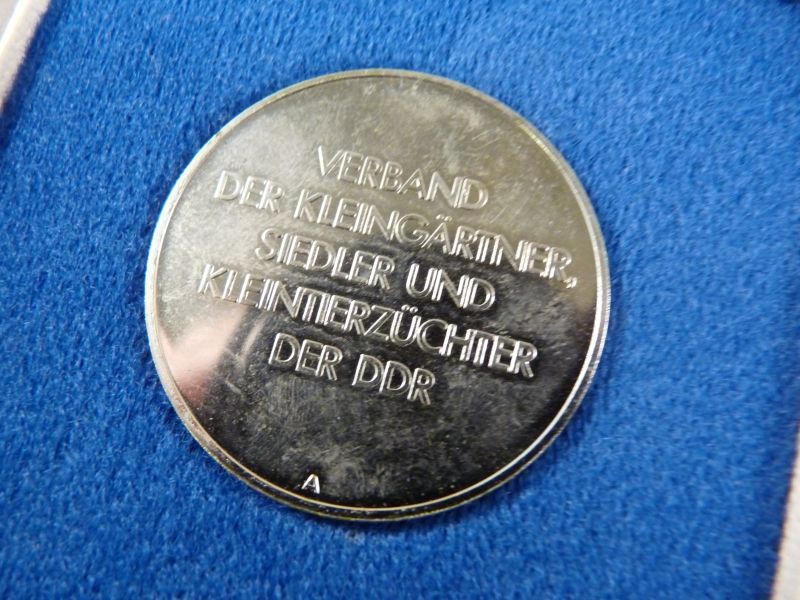 VERBAND
DER KLEINGÄRTNER,
SIEDLER UND
KLEINTIERZÜCHTER
DER DDR
A